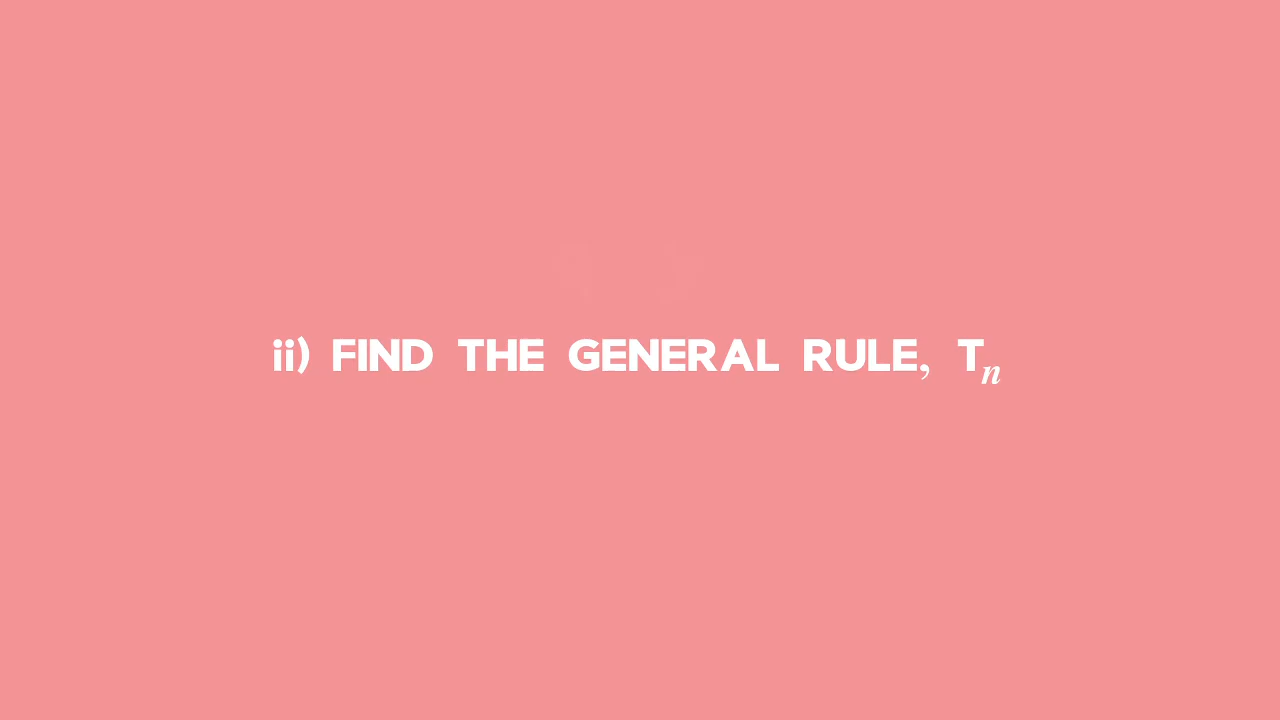 ii) FIND THE GENERAL RULE, Tₙ